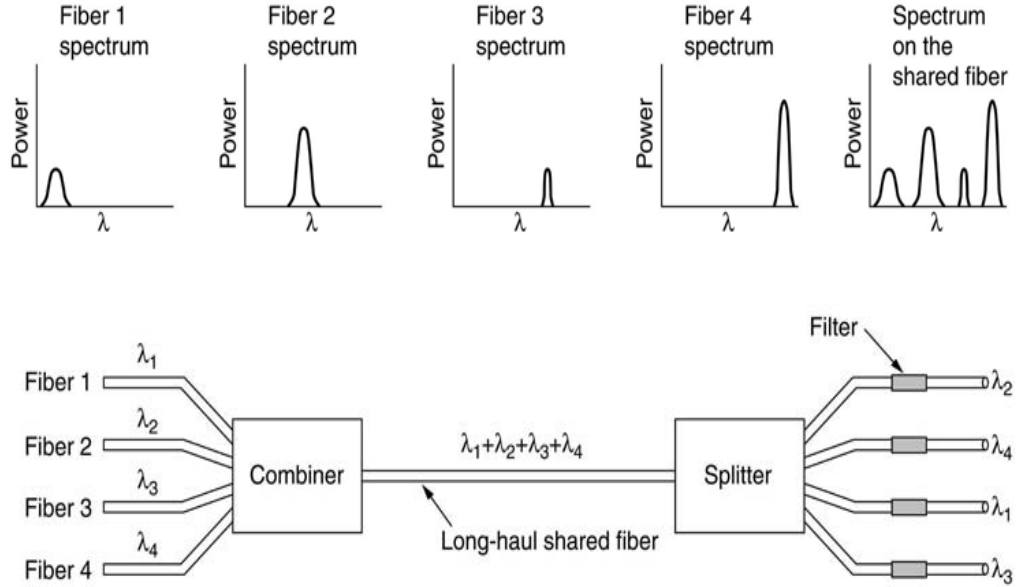 Fiber 1
spectrum
Fiber 2
spectrum
Fiber 3
spectrum
Fiber 4
spectrum
Spectrum
on the
shared fiber
Power
Power
Power
Power
Power
λ
λ
λ
λ
λ
Filter
λ1
Fiber 1
λ2
Fiber 2
λ3
Fiber 3
λ4
Fiber 4
Combiner
λ1+λ2+λ3+λ4
Long-haul shared fiber
Splitter
λ2
λ4
λ1
λ3